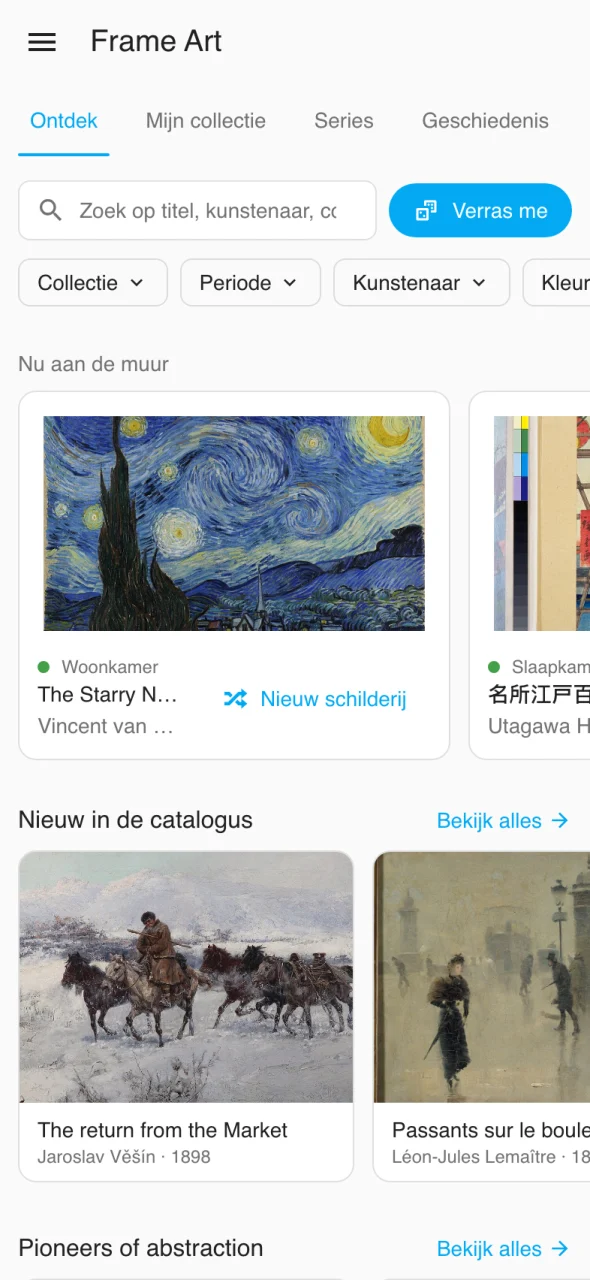 Frame Art
Ontdek
Mijn collectie
Series
Geschiedenis
Zoek op titel, kunstenaar, co
Verras me
Collectie
Periode
Kunstenaar
Kleur
Nu aan de muur
Woonkamer
The Starry N…
Vincent van …
Nieuw schilderij
Slaapkam
名所江戸百
Utagawa H
Nieuw in de catalogus
Bekijk alles
The return from the Market
Jaroslav Věšín · 1898
Passants sur le boule
Léon-Jules Lemaître · 18
Pioneers of abstraction
Bekijk alles